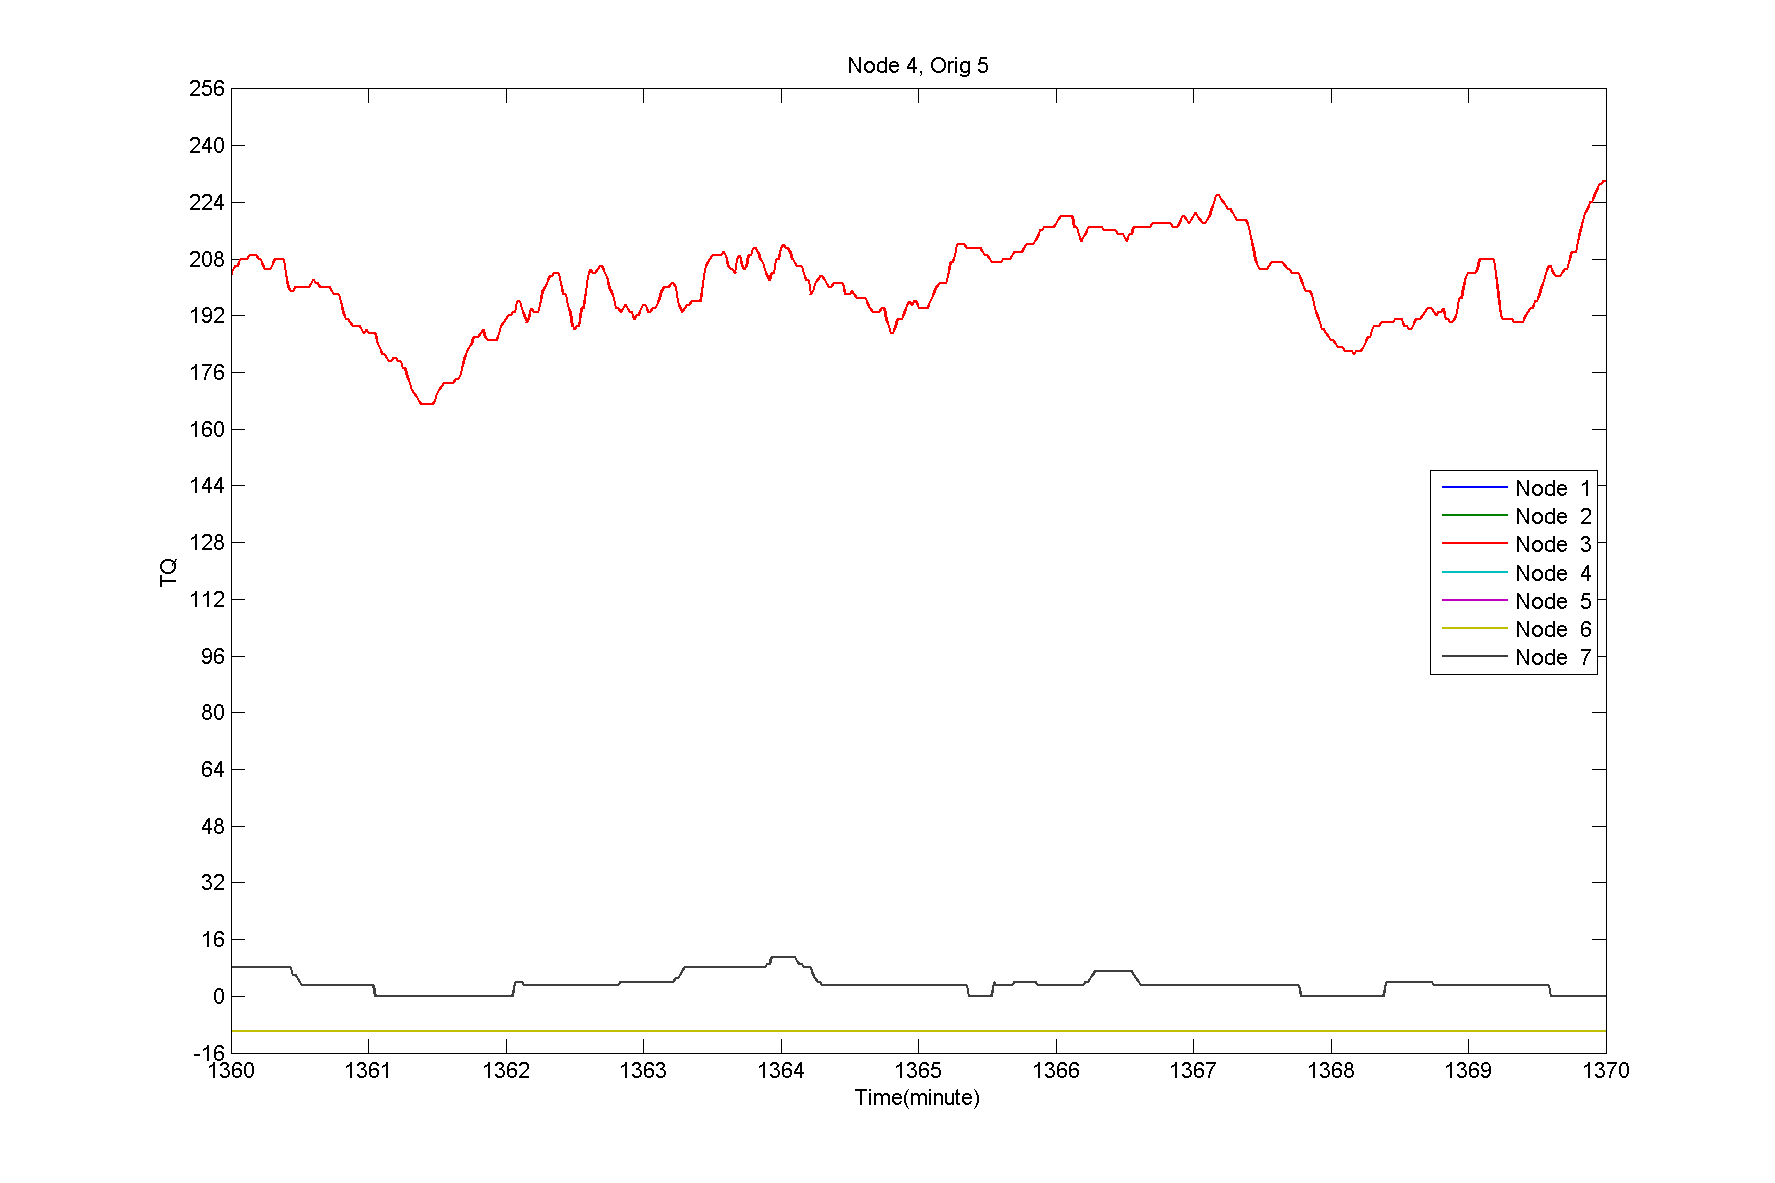 Node 4, Orig 5
256
240
224
208
192
176
160
144
128
112
96
80
64
48
32
16
0
-16
TQ
Node 1
Node 2
Node 3
Node 4
Node 5
Node 6
Node 7
1360 1361 1362 1363 1364 1365 1366 1367 1368 1369 1370
Time(minute)